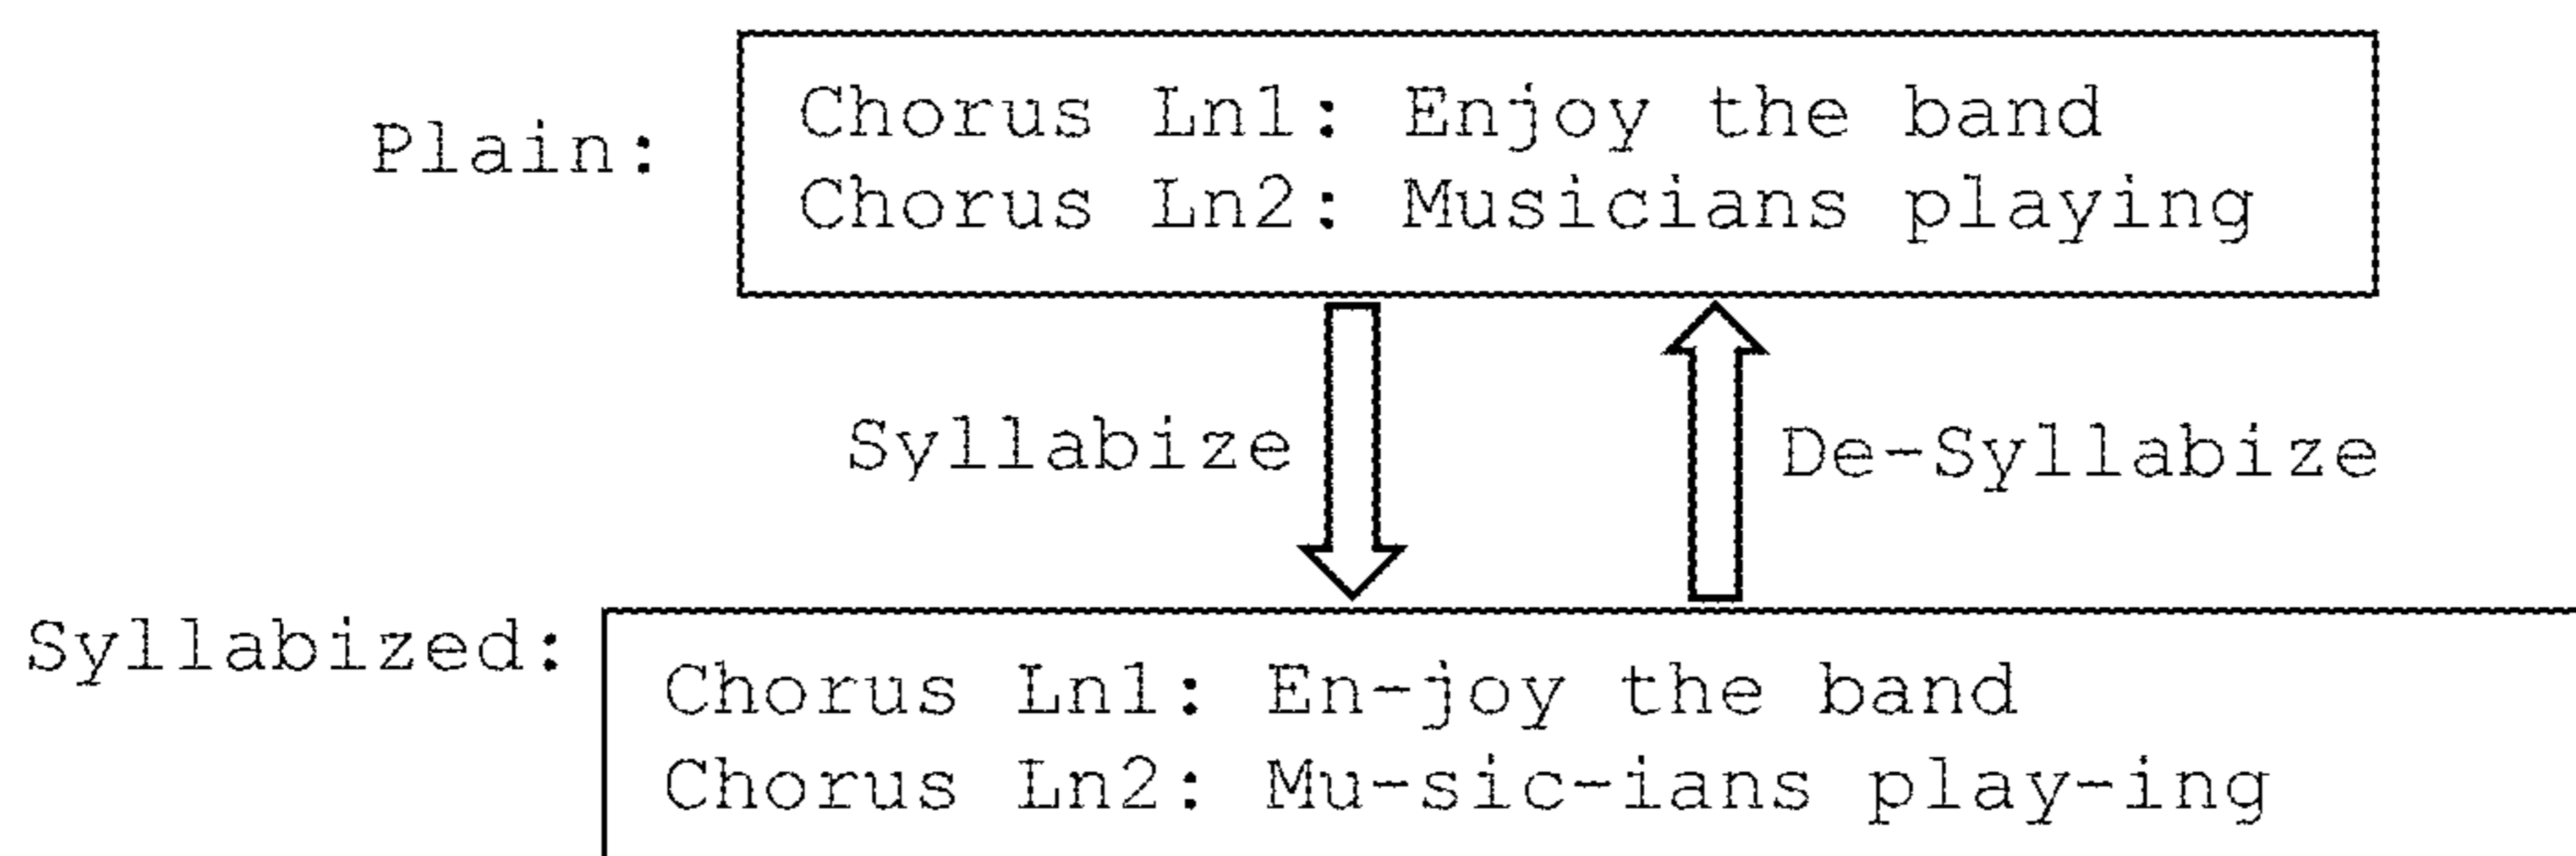 Plain:
Chorus Ln1: Enjoy the band
Chorus Ln2: Musicians playing
Syllabize
De-Syllabize
Syllabized:
Chorus Ln1: En-joy the band
Chorus Ln2: Mu-sic-ians play-ing